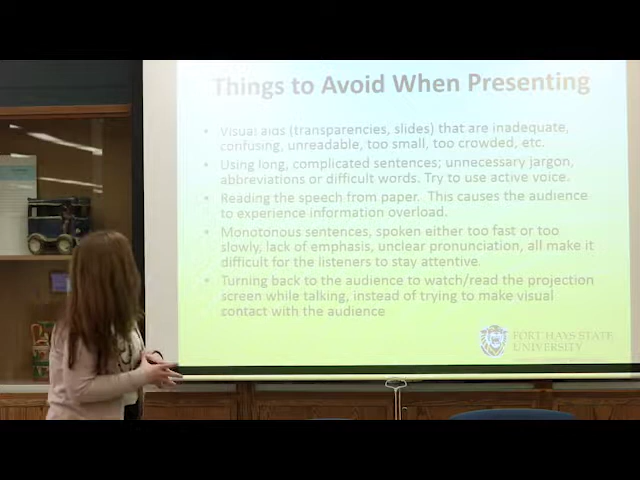 Things to Avoid When Presenting
• Visual aids (transparencies, slides) that are inadequate,
confusing, unreadable, too small, too crowded, etc.
• Using long, complicated sentences; unnecessary jargon,
abbreviations or difficult words. Try to use active voice.
• Reading the speech from paper. This causes the audience
to experience information overload.
• Monotonous sentences, spoken either too fast or too
slowly, lack of emphasis, unclear pronunciation, all make it
difficult for the listeners to stay attentive.
• Turning back to the audience to watch/read the projection
screen while talking, instead of trying to make visual
contact with the audience
FORT HAYS STATE
UNIVERSITY